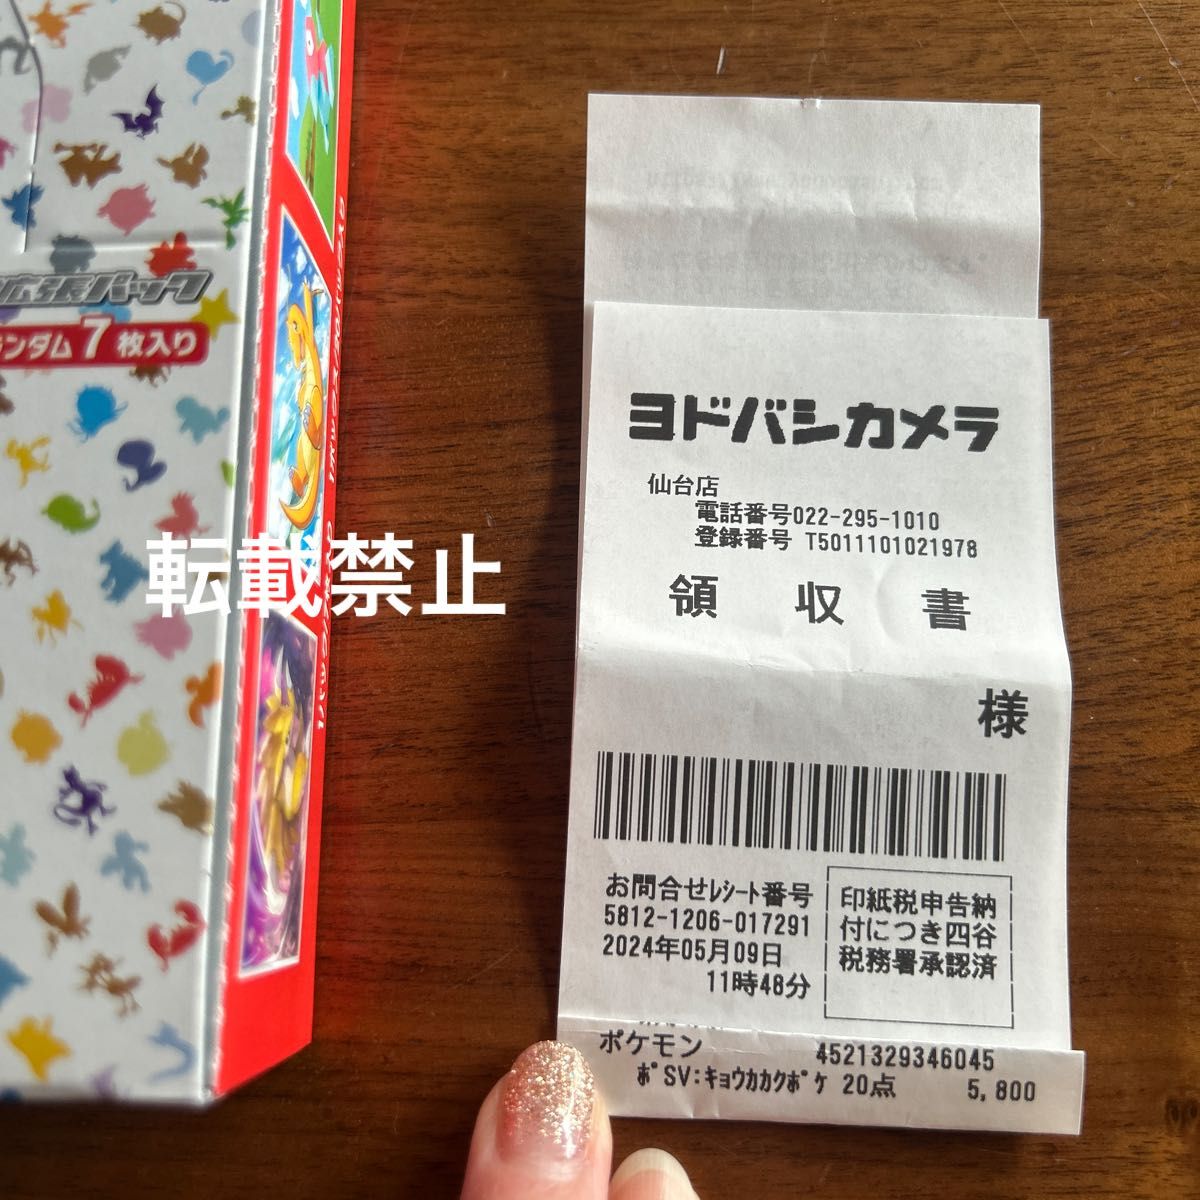 拡張パック
ンダム7枚入り
転載禁止
ヨドバシカメラ
仙台店
電話番号022-295-1010
登録番号 T5011101021978
領 収 書
様
お問合せレシート番号
5812-1206-017291
2024年05月09日
11時48分
印紙税申告納
付につき四谷
税務署承認済
ポケモン 4521329346045
ポSV:キョウカカクポケ 20点 5,800